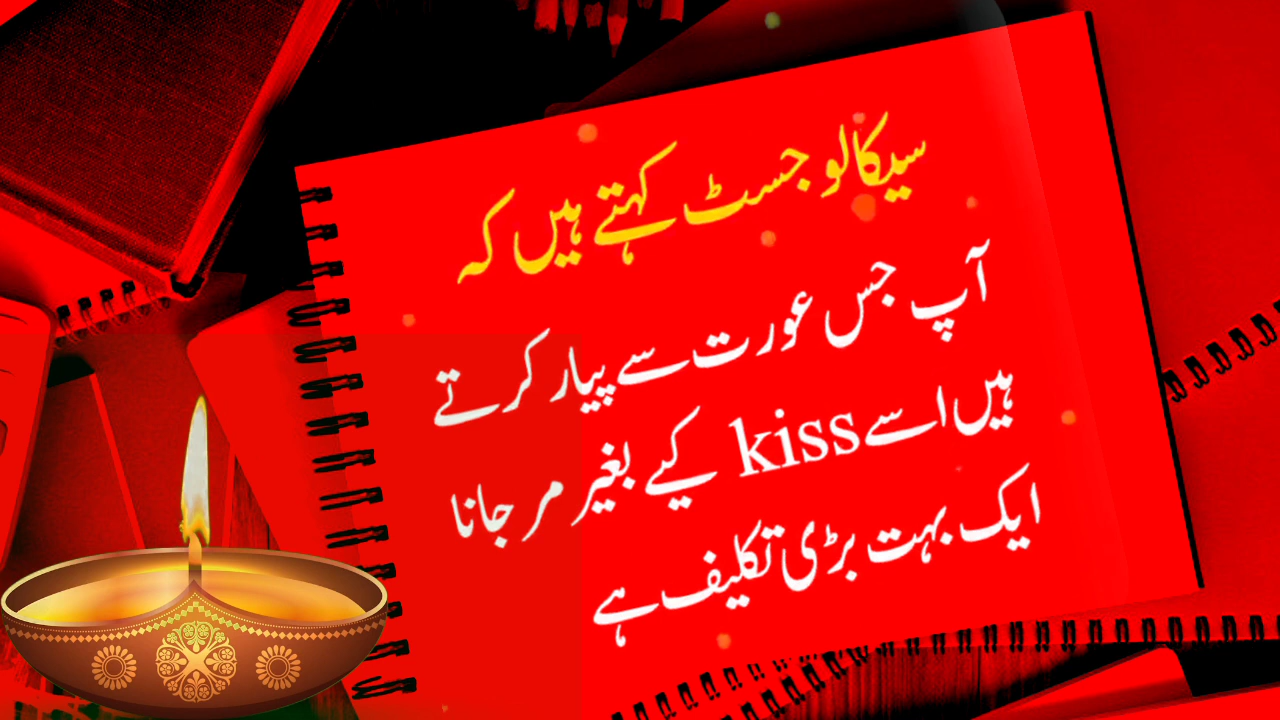 سیکالوجسٹ کہتے ہیں کہ
آپ جس عورت سے پیار کرتے
ہیں اسے kiss کیے بغیر مر جانا
ایک بہت بڑی تکلیف ہے